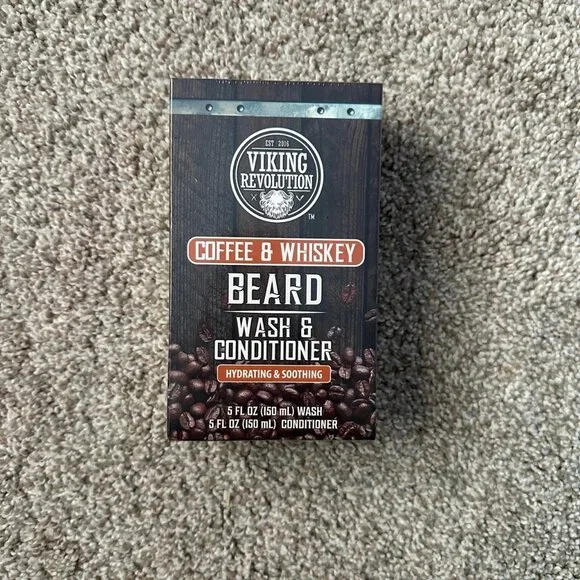 EST 2016
VIKING
REVOLUTION
TM
COFFEE & WHISKEY
BEARD
WASH &
CONDITIONER
HYDRATING & SOOTHING
5 FL OZ (150 mL) WASH
5 FL OZ (150 mL) CONDITIONER